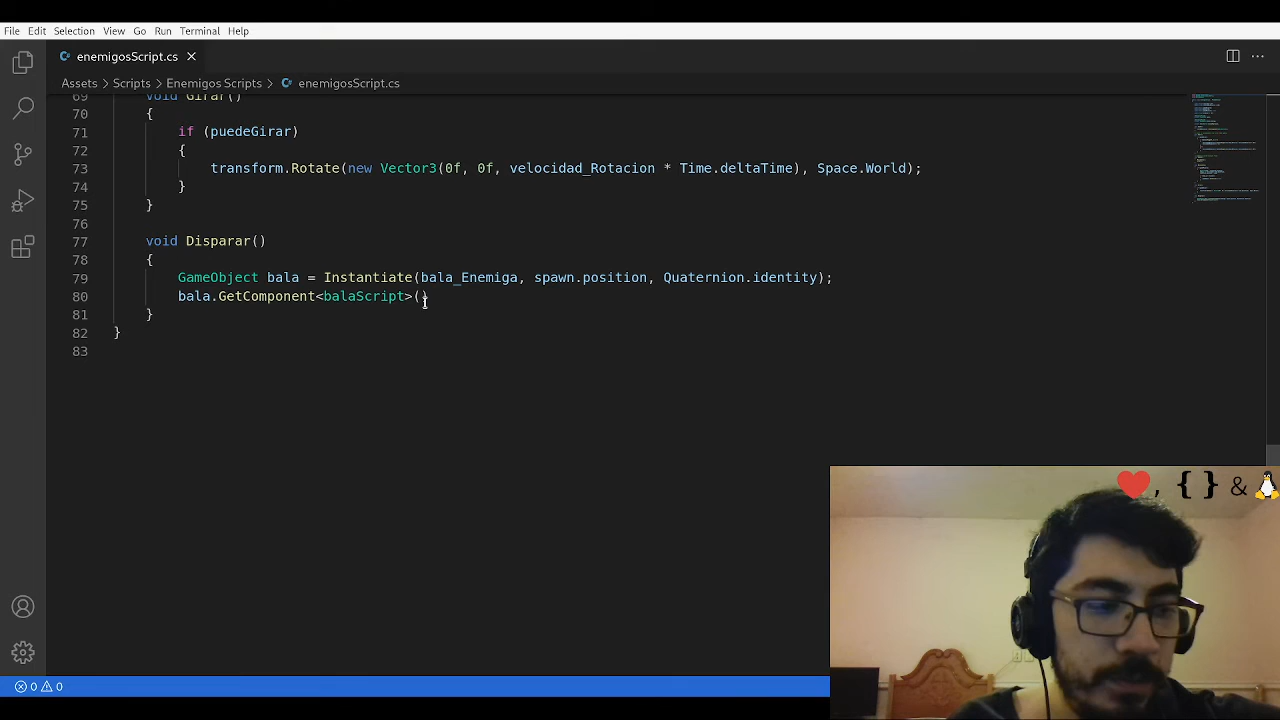 File Edit Selection View Go Run Terminal Help
enemigosScript.cs
Assets > Scripts > Enemigos Scripts > enemigosScript.cs
69 void Girar()
70 {
71 if (puedeGirar)
72 {
73 transform.Rotate(new Vector3(0f, 0f, velocidad_Rotacion * Time.deltaTime), Space.World);
74 }
75 }
76
77 void Disparar()
78 {
79 GameObject bala = Instantiate(bala_Enemiga, spawn.position, Quaternion.identity);
80 bala.GetComponent<balaScript>()
81 }
82 }
83
, { } &
0 0